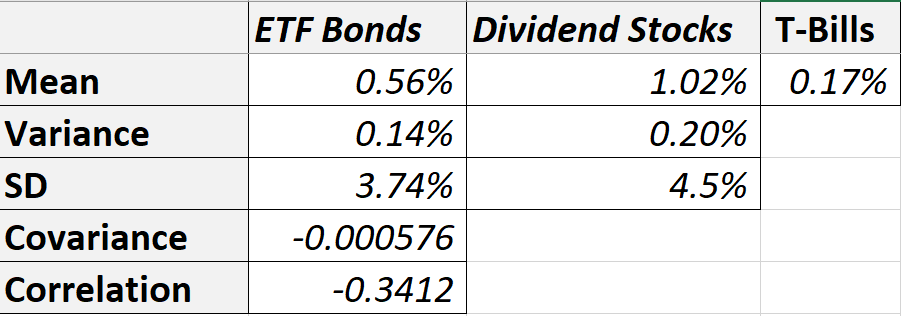 ETF Bonds Dividend Stocks T-Bills
Mean 0.56% 1.02% 0.17%
Variance 0.14% 0.20%
SD 3.74% 4.5%
Covariance -0.000576
Correlation -0.3412